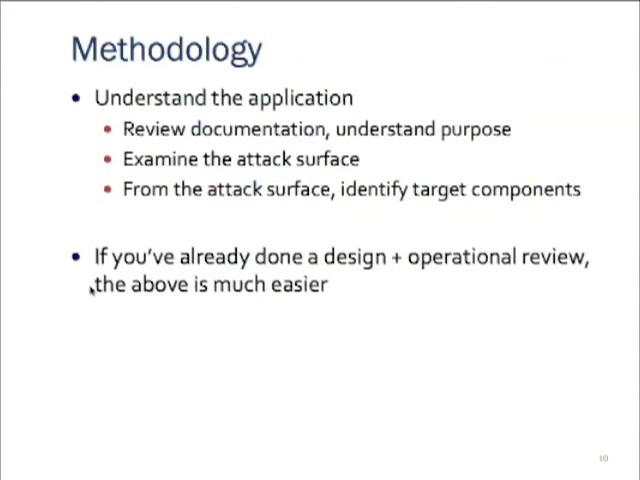 Methodology
• Understand the application
• Review documentation, understand purpose
• Examine the attack surface
• From the attack surface, identify target components
• If you've already done a design + operational review,
the above is much easier
10